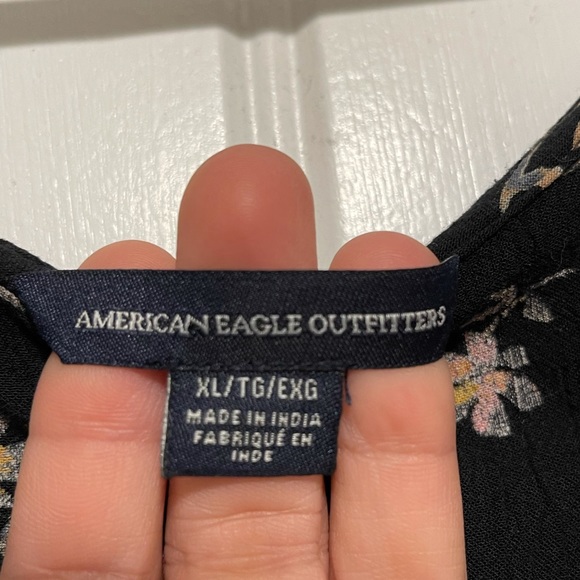 AMERICAN EAGLE OUTFITTERS
XL/TG/EXG
MADE IN INDIA
FABRIQUÉ EN
INDE